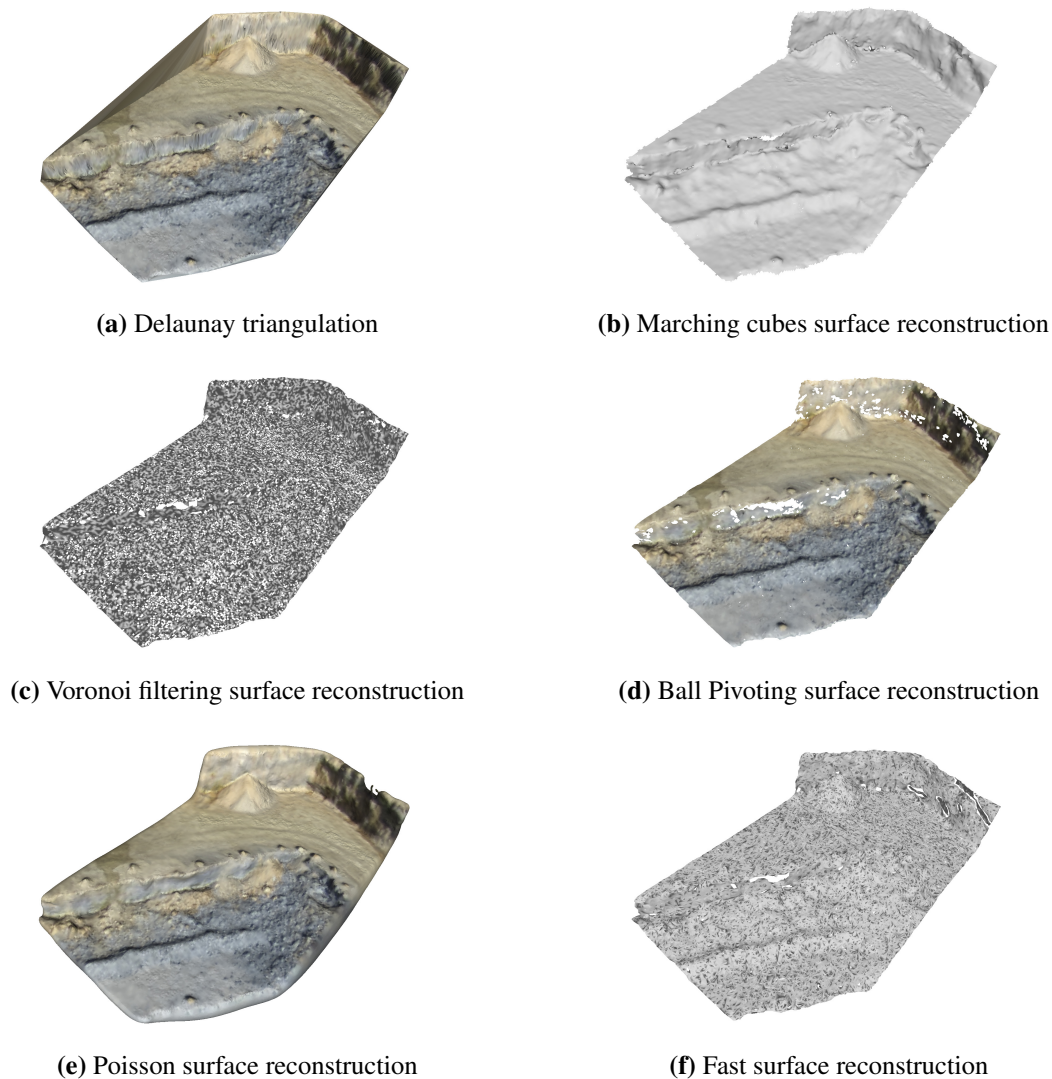 (a) Delaunay triangulation
(b) Marching cubes surface reconstruction
(c) Voronoi filtering surface reconstruction
(d) Ball Pivoting surface reconstruction
(e) Poisson surface reconstruction
(f) Fast surface reconstruction